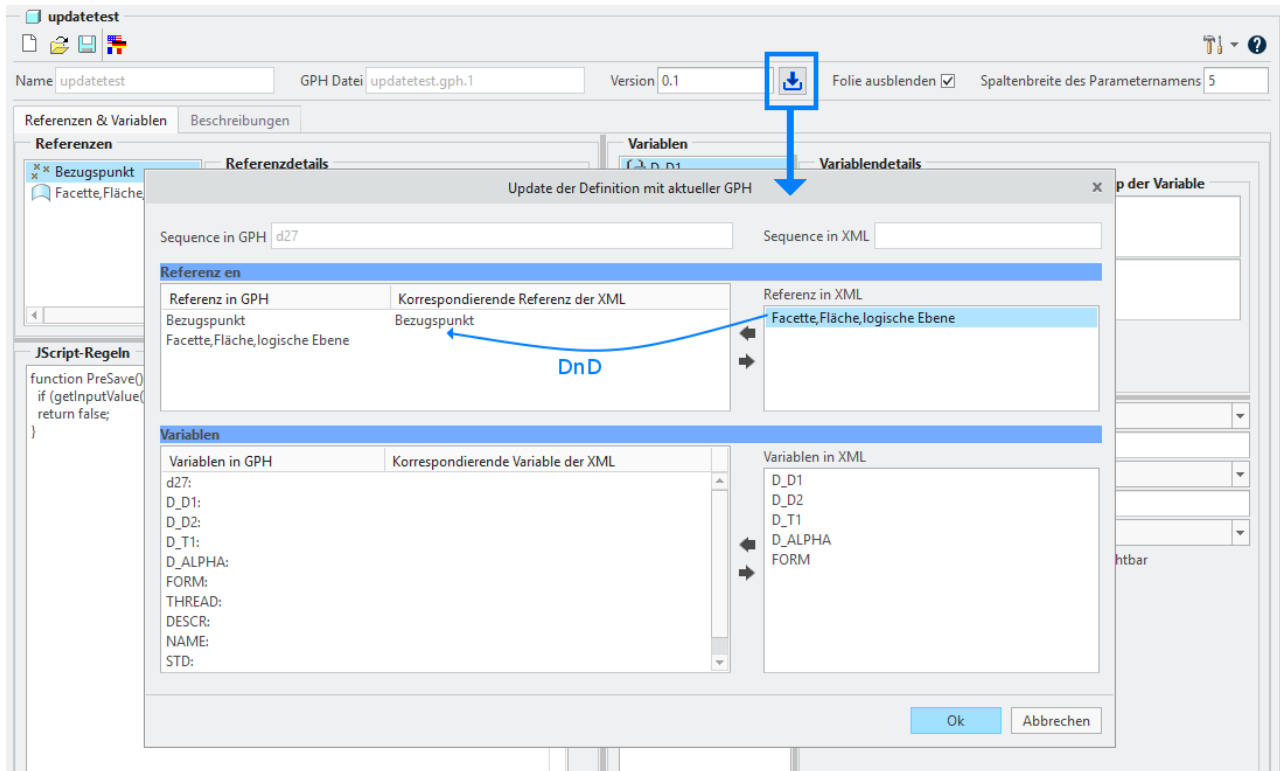 updatetest
Name updatetest GPH Datei updatetest.gph.1 Version 0.1 Folie ausblenden Spaltenbreite des Parameternamens 5
Referenzen & Variablen Beschreibungen
Referenzen Variablen
Bezugspunkt Referenzdetails D_D1 Variablendetails
Facette,Fläche, p der Variable
Update der Definition mit aktueller GPH x
Sequence in GPH d27 Sequence in XML
Referenz en
Referenz in GPH Korrespondierende Referenz der XML Referenz in XML
Bezugspunkt Bezugspunkt Facette,Fläche,logische Ebene
Facette,Fläche,logische Ebene
DnD
JScript-Regeln
function PreSave()
if (getInputValue(
return false;
}
Variablen
Variablen in GPH Korrespondierende Variable der XML Variablen in XML
d27: D_D1
D_D1: D_D2
D_D2: D_T1
D_T1: D_ALPHA
D_ALPHA: FORM
FORM:
THREAD:
DESCR:
NAME:
STD:
htbar
Ok Abbrechen